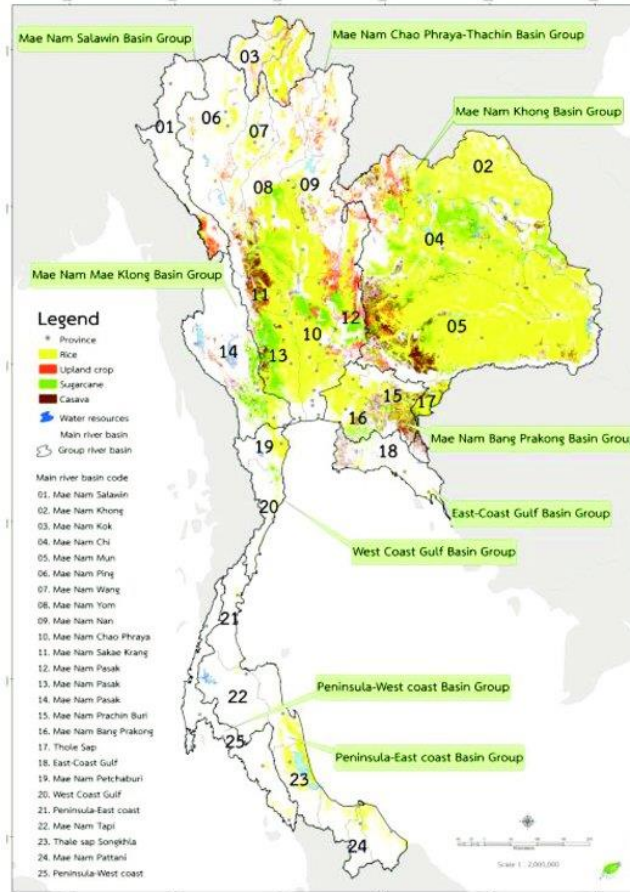 Mae Nam Salawin Basin Group
Mae Nam Chao Phraya-Thachin Basin Group
03
01
06
07
Mae Nam Khong Basin Group
02
08
09
04
Mae Nam Mae Klong Basin Group
11
12
10
05
14
13
Legend
Province
Rice
Upland crop
Sugarcane
Casava
Water resources
Main river basin
Group river basin
15
17
16
Mae Nam Bang Prakong Basin Group
19
18
East-Coast Gulf Basin Group
20
West Coast Gulf Basin Group
Main river basin code
01. Mae Nam Salawin
02. Mae Nam Khong
03. Mae Nam Kok
04. Mae Nam Chi
05. Mae Nam Mun
06. Mae Nam Ping
07. Mae Nam Wang
08. Mae Nam Yom
09. Mae Nam Nan
10. Mae Nam Chao Phraya
11. Mae Nam Sakae Krang
12. Mae Nam Pasak
13. Mae Nam Pasak
14. Mae Nam Pasak
15. Mae Nam Prachin Buri
16. Mae Nam Bang Prakong
17. Thole Sap
18. East-Coast Gulf
19. Mae Nam Petchaburi
20. West Coast Gulf
21. Peninsula-East coast
22. Mae Nam Tapi
23. Thale sap Songkhla
24. Mae Nam Pattani
25. Peninsula-West coast
21
22
Peninsula-West coast Basin Group
25
Peninsula-East coast Basin Group
23
24
Scale 1 : 2,000,000